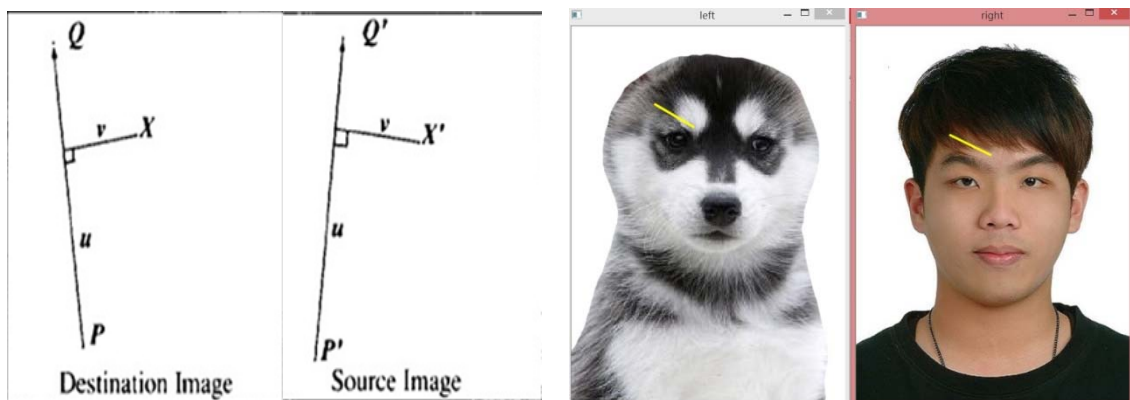 Q
v
X
u
P
Destination Image
Q'
v
X'
u
P'
Source Image
left
right